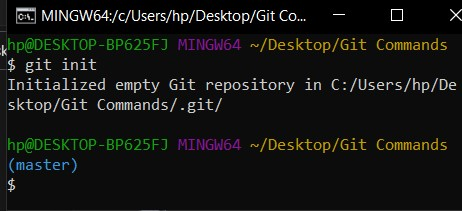 MINGW64:/c/Users/hp/Desktop/Git Co...
hp@DESKTOP-BP625FJ MINGW64 ~/Desktop/Git Commands
$ git init
Initialized empty Git repository in C:/Users/hp/De
sktop/Git Commands/.git/
hp@DESKTOP-BP625FJ MINGW64 ~/Desktop/Git Commands
(master)
$